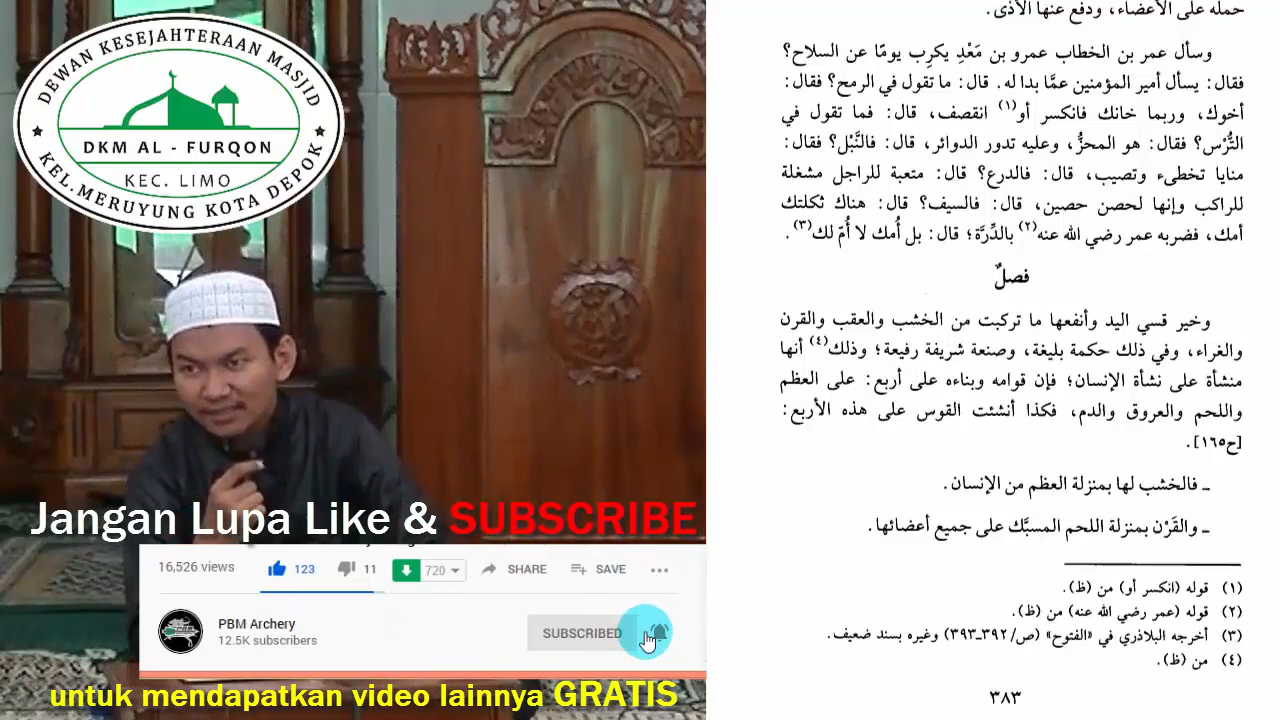 DEWAN KESEJAHTERAAN MASJID
DKM AL - FURQON
KEC. LIMO
KEL.MERUYUNG KOTA DEPOK
Jangan Lupa Like & SUBSCRIBE
16,526 views
123
11
720
SHARE
SAVE
PBM Archery
12.5K subscribers
SUBSCRIBED
untuk mendapatkan video lainnya GRATIS
حمله على الأعضاء، ودفع عنها الأذى.
وسأل عمر بن الخطاب عمرو بن مَعْدِ يكرِب يومًا عن السلاح؟
فقال: يسأل أمير المؤمنين عمَّا بدا له. قال: ما تقول في الرمح؟ فقال:
أخوك، وربما خانك فانكسر أو(١) انقصف، قال: فما تقول في
التُّرْس؟ فقال: هو المحزُّ، وعليه تدور الدوائر، قال: فالنَّبْل؟ فقال:
منايا تخطىء وتصيب، قال: فالدرع؟ قال: متعبة للراجل مشغلة
للراكب وإنها لحصن حصين، قال: فالسيف؟ قال: هناك ثكلتك
أمك، فضربه عمر رضي الله عنه(٢) بالدِّرَّة؛ قال: بل أُمك لا أُمّ لك(٣).
فصلٌ
وخير قسي اليد وأنفعها ما تركبت من الخشب والعقب والقرن
والغراء، وفي ذلك حكمة بليغة، وصنعة شريفة رفيعة؛ وذلك(٤) أنها
منشأة على نشأة الإنسان؛ فإن قوامه وبناءه على أربع: على العظم
واللحم والعروق والدم، فكذا أنشئت القوس على هذه الأربع:
[ح١٦٥].
ـ فالخشب لها بمنزلة العظم من الإنسان.
ـ والقَرْن بمنزلة اللحم المسبَّك على جميع أعضائها.
(١) قوله (انكسر أو) من (ظ).
(٢) قوله (عمر رضي الله عنه) من (ظ).
(٣) أخرجه البلاذري في «الفتوح» (ص/٣٩٢ـ٣٩٣) وغيره بسند ضعيف.
(٤) من (ظ).
٣٨٣